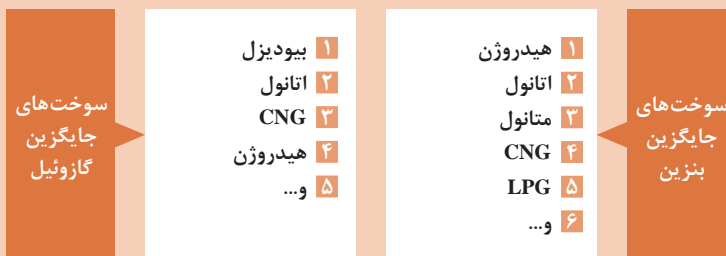 سوخت‌های
جایگزین
بنزین
۱ هیدروژن
۲ اتانول
۳ متانول
۴ CNG
۵ LPG
۶ و...
سوخت‌های
جایگزین
گازوئیل
۱ بیودیزل
۲ اتانول
۳ CNG
۴ هیدروژن
۵ و...